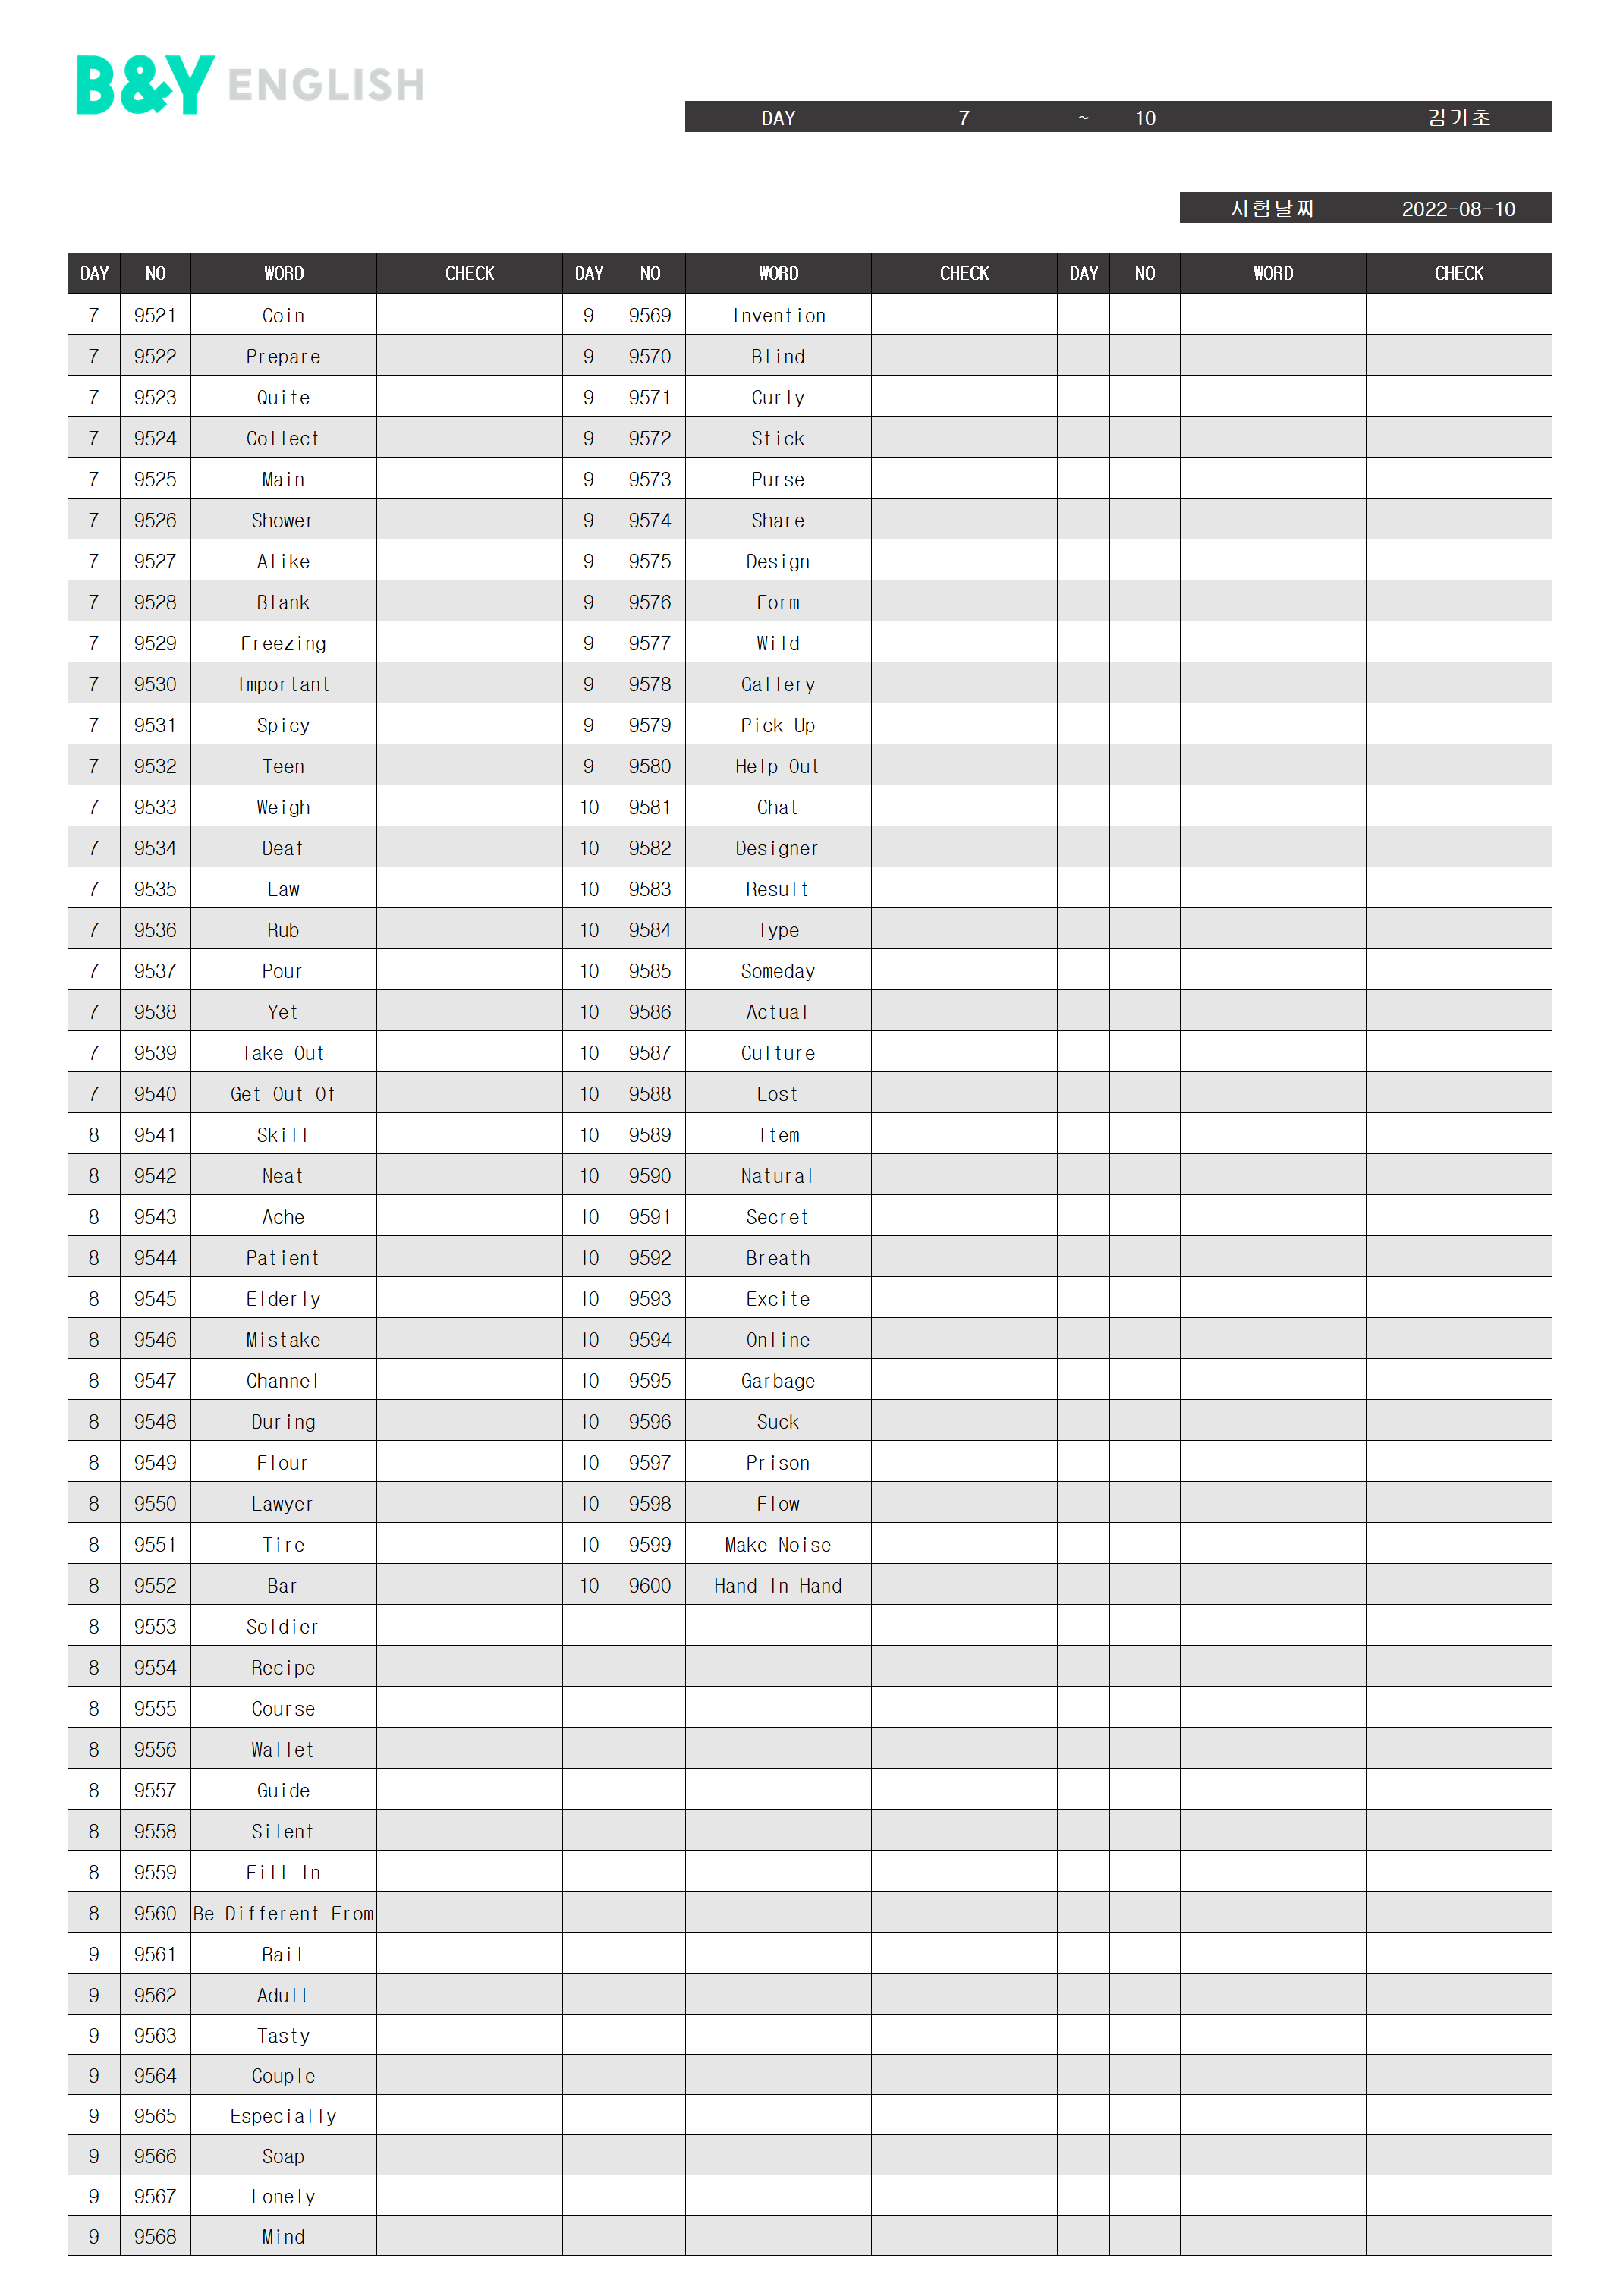 B&Y ENGLISH
DAY 7 ~ 10 김기초
시험날짜 2022-08-10
DAY NO WORD CHECK DAY NO WORD CHECK DAY NO WORD CHECK
7 9521 Coin 9 9569 Invention
7 9522 Prepare 9 9570 Blind
7 9523 Quite 9 9571 Curly
7 9524 Collect 9 9572 Stick
7 9525 Main 9 9573 Purse
7 9526 Shower 9 9574 Share
7 9527 Alike 9 9575 Design
7 9528 Blank 9 9576 Form
7 9529 Freezing 9 9577 Wild
7 9530 Important 9 9578 Gallery
7 9531 Spicy 9 9579 Pick Up
7 9532 Teen 9 9580 Help Out
7 9533 Weigh 10 9581 Chat
7 9534 Deaf 10 9582 Designer
7 9535 Law 10 9583 Result
7 9536 Rub 10 9584 Type
7 9537 Pour 10 9585 Someday
7 9538 Yet 10 9586 Actual
7 9539 Take Out 10 9587 Culture
7 9540 Get Out Of 10 9588 Lost
8 9541 Skill 10 9589 Item
8 9542 Neat 10 9590 Natural
8 9543 Ache 10 9591 Secret
8 9544 Patient 10 9592 Breath
8 9545 Elderly 10 9593 Excite
8 9546 Mistake 10 9594 Online
8 9547 Channel 10 9595 Garbage
8 9548 During 10 9596 Suck
8 9549 Flour 10 9597 Prison
8 9550 Lawyer 10 9598 Flow
8 9551 Tire 10 9599 Make Noise
8 9552 Bar 10 9600 Hand In Hand
8 9553 Soldier
8 9554 Recipe
8 9555 Course
8 9556 Wallet
8 9557 Guide
8 9558 Silent
8 9559 Fill In
8 9560 Be Different From
9 9561 Rail
9 9562 Adult
9 9563 Tasty
9 9564 Couple
9 9565 Especially
9 9566 Soap
9 9567 Lonely
9 9568 Mind